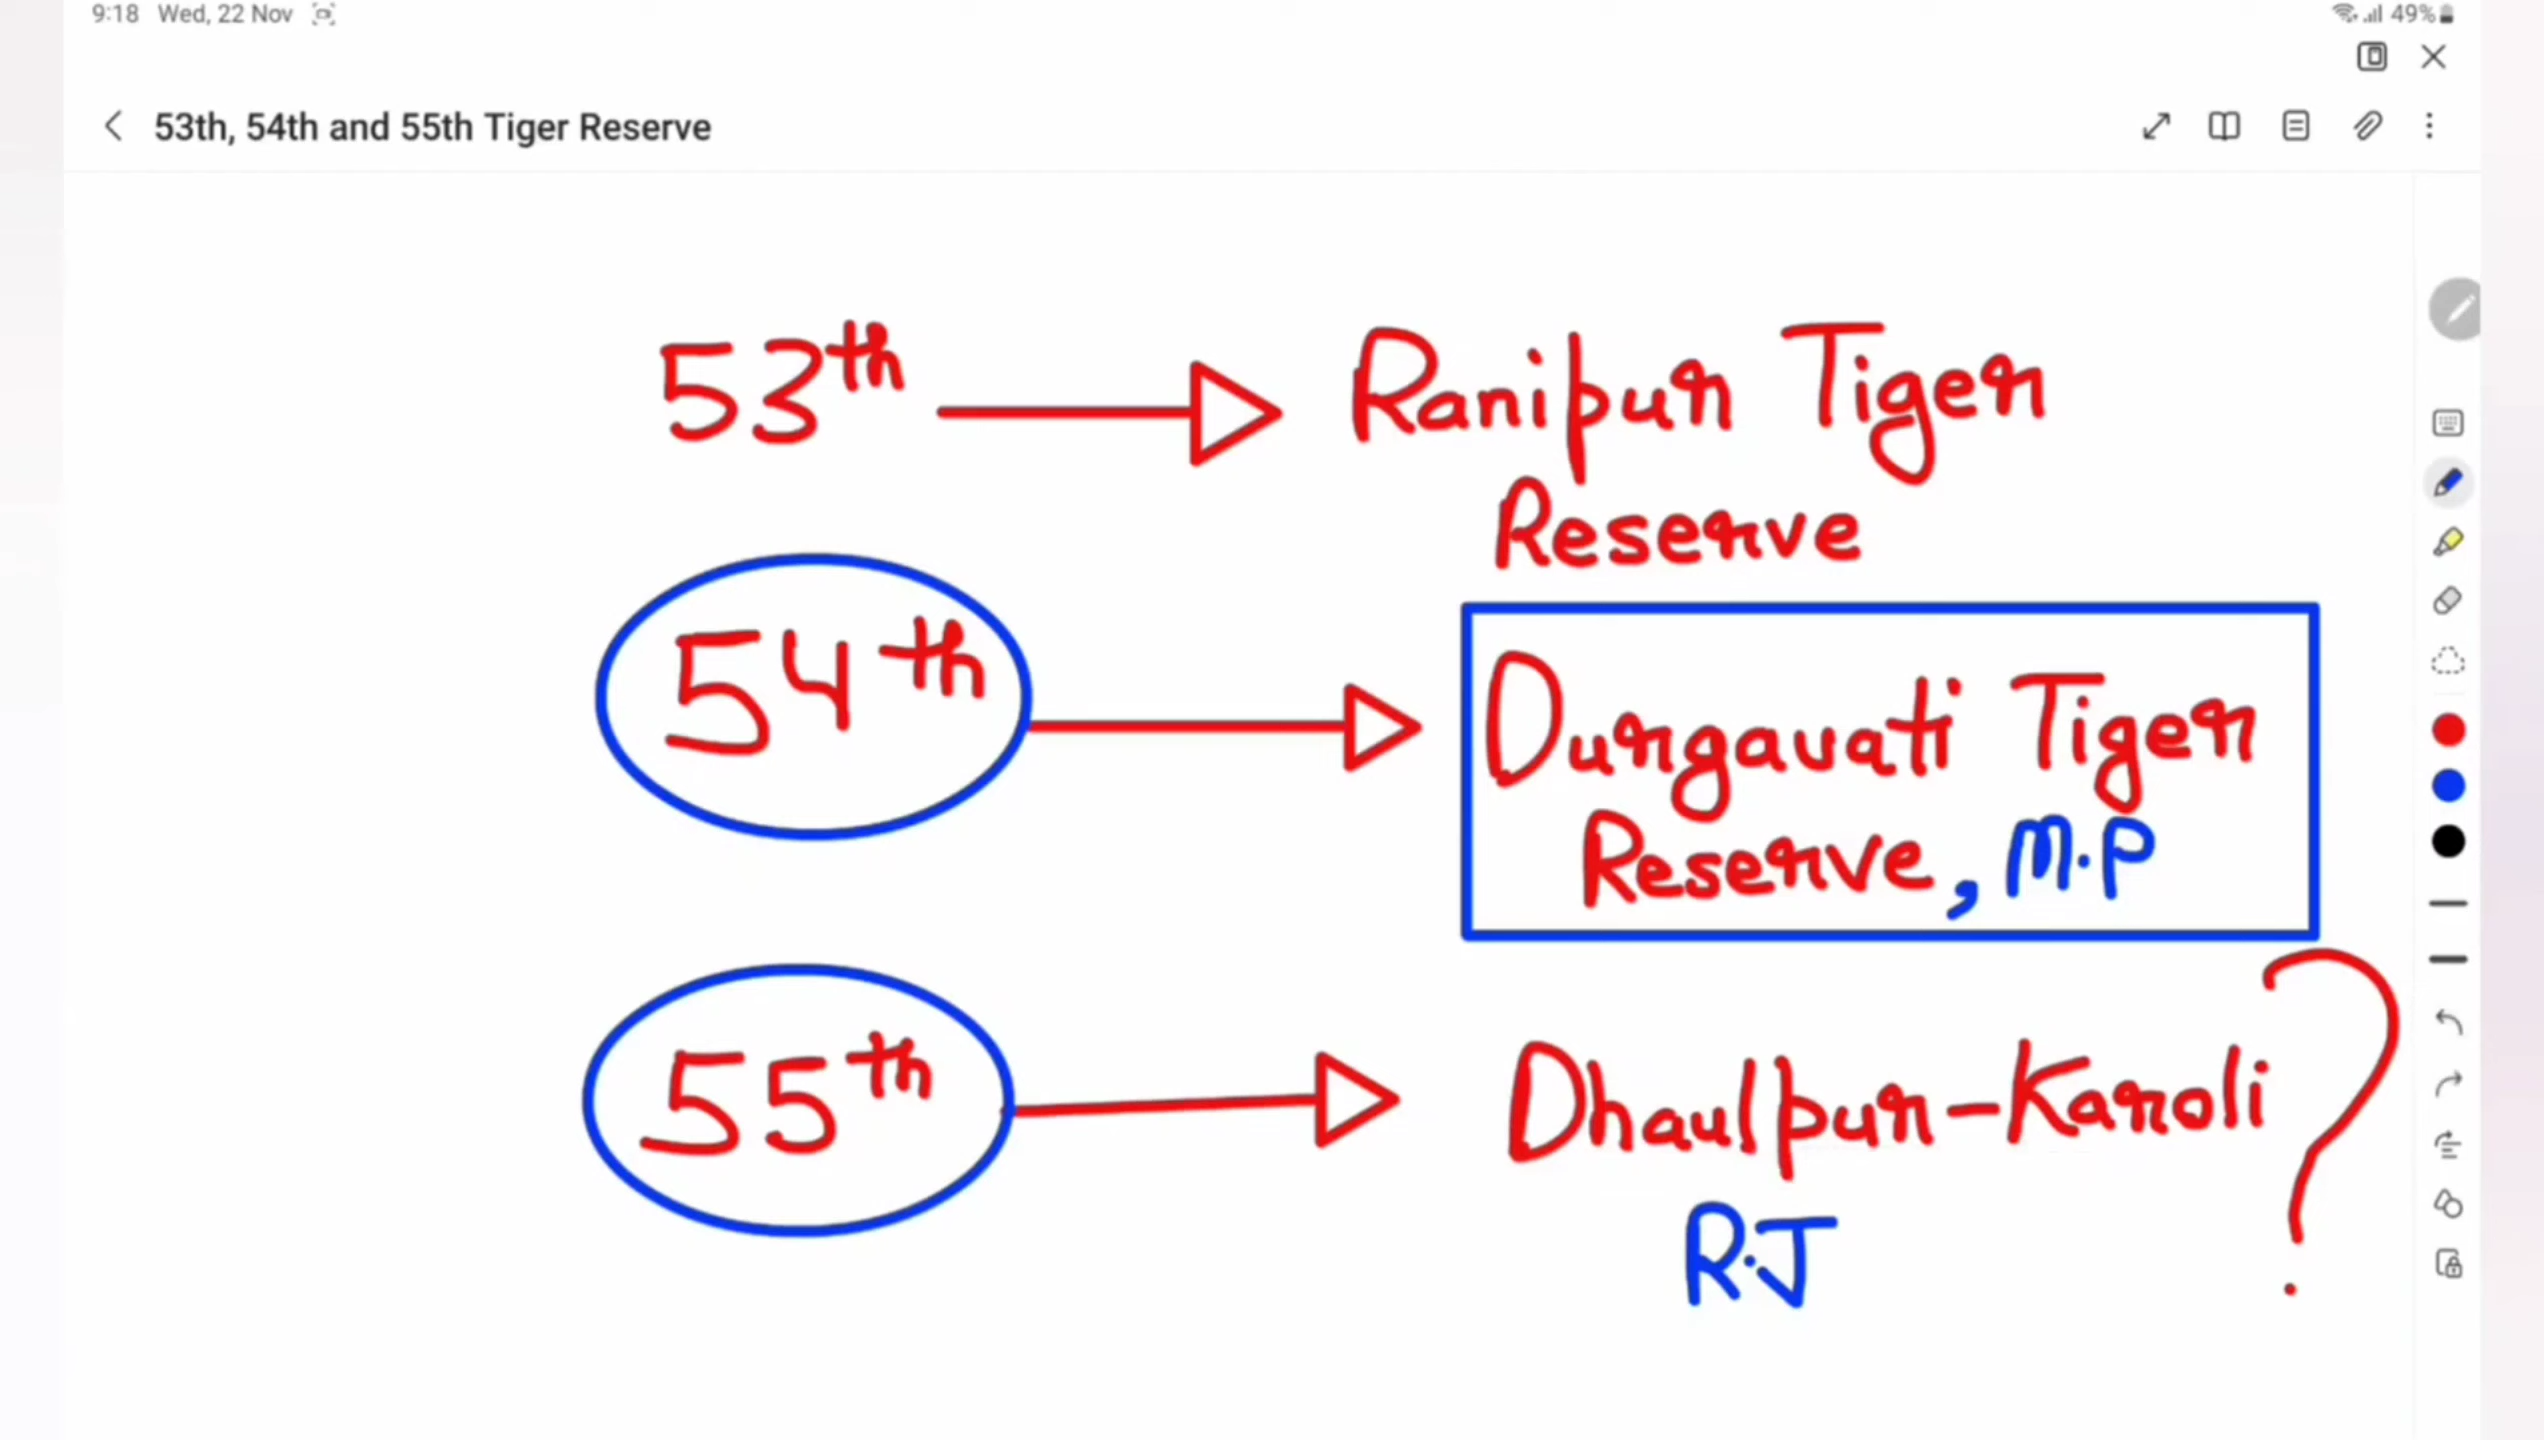 9:18 Wed, 22 Nov 49%
53th, 54th and 55th Tiger Reserve
53th Ranipur Tiger
Reserve
54th Durgavati Tiger
Reserve, M.P
55th Dhaulpur-Karoli ?
R.J